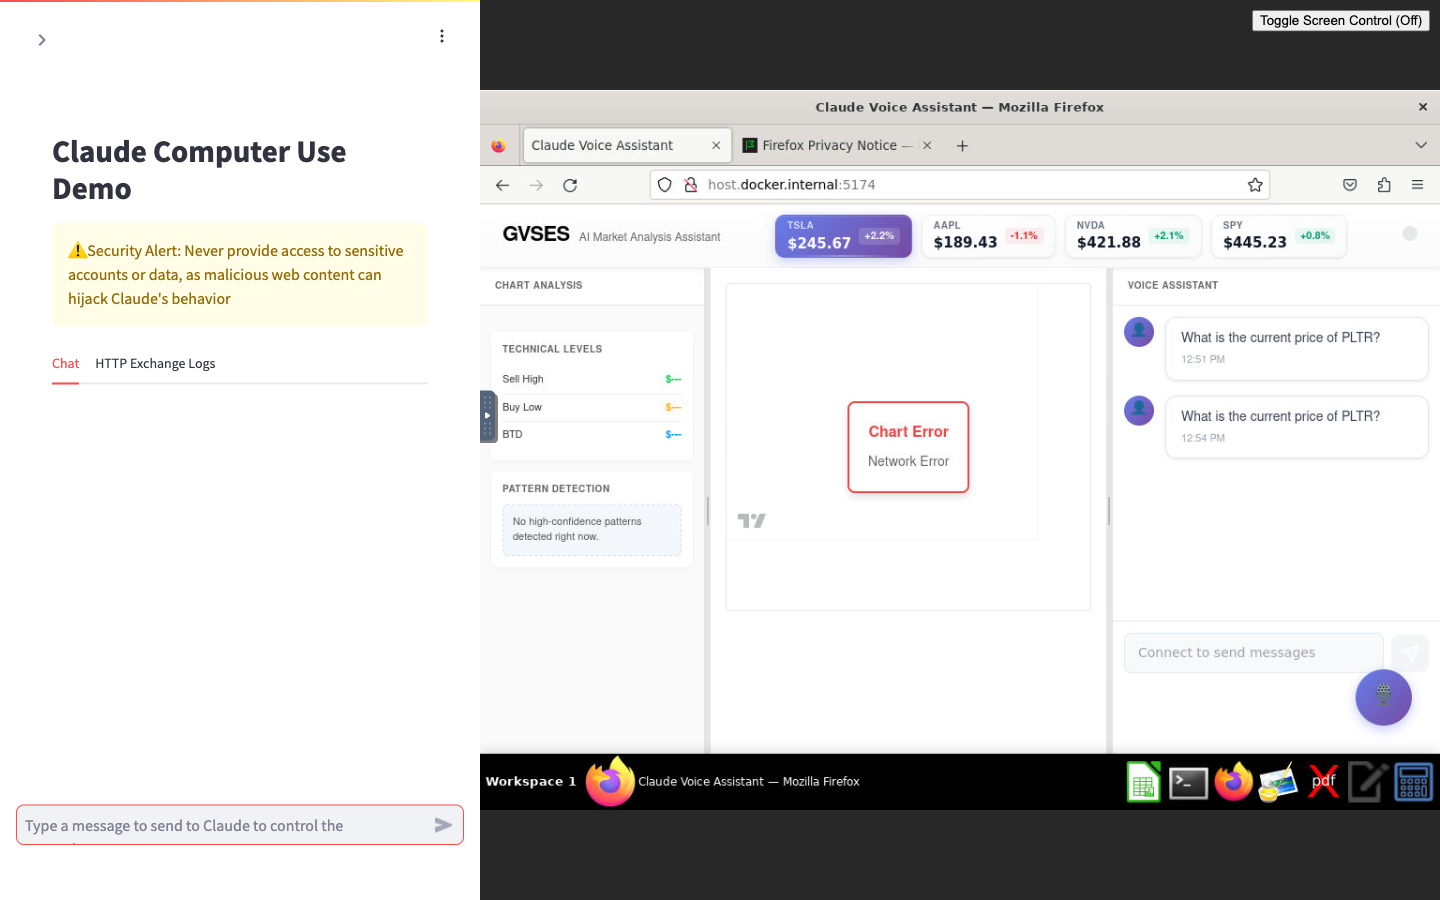 Toggle Screen Control (Off)
Claude Computer Use
Demo
⚠️Security Alert: Never provide access to sensitive
accounts or data, as malicious web content can
hijack Claude's behavior
Chat
HTTP Exchange Logs
Type a message to send to Claude to control the
Claude Voice Assistant — Mozilla Firefox
Claude Voice Assistant
Firefox Privacy Notice —
host.docker.internal:5174
GVSES
AI Market Analysis Assistant
TSLA
$245.67
+2.2%
AAPL
$189.43
-1.1%
NVDA
$421.88
+2.1%
SPY
$445.23
+0.8%
CHART ANALYSIS
TECHNICAL LEVELS
Sell High $---
Buy Low $---
BTD $---
PATTERN DETECTION
No high-confidence patterns
detected right now.
Chart Error
Network Error
VOICE ASSISTANT
What is the current price of PLTR?
12:51 PM
What is the current price of PLTR?
12:54 PM
Connect to send messages
Workspace 1
Claude Voice Assistant — Mozilla Firefox
pdf